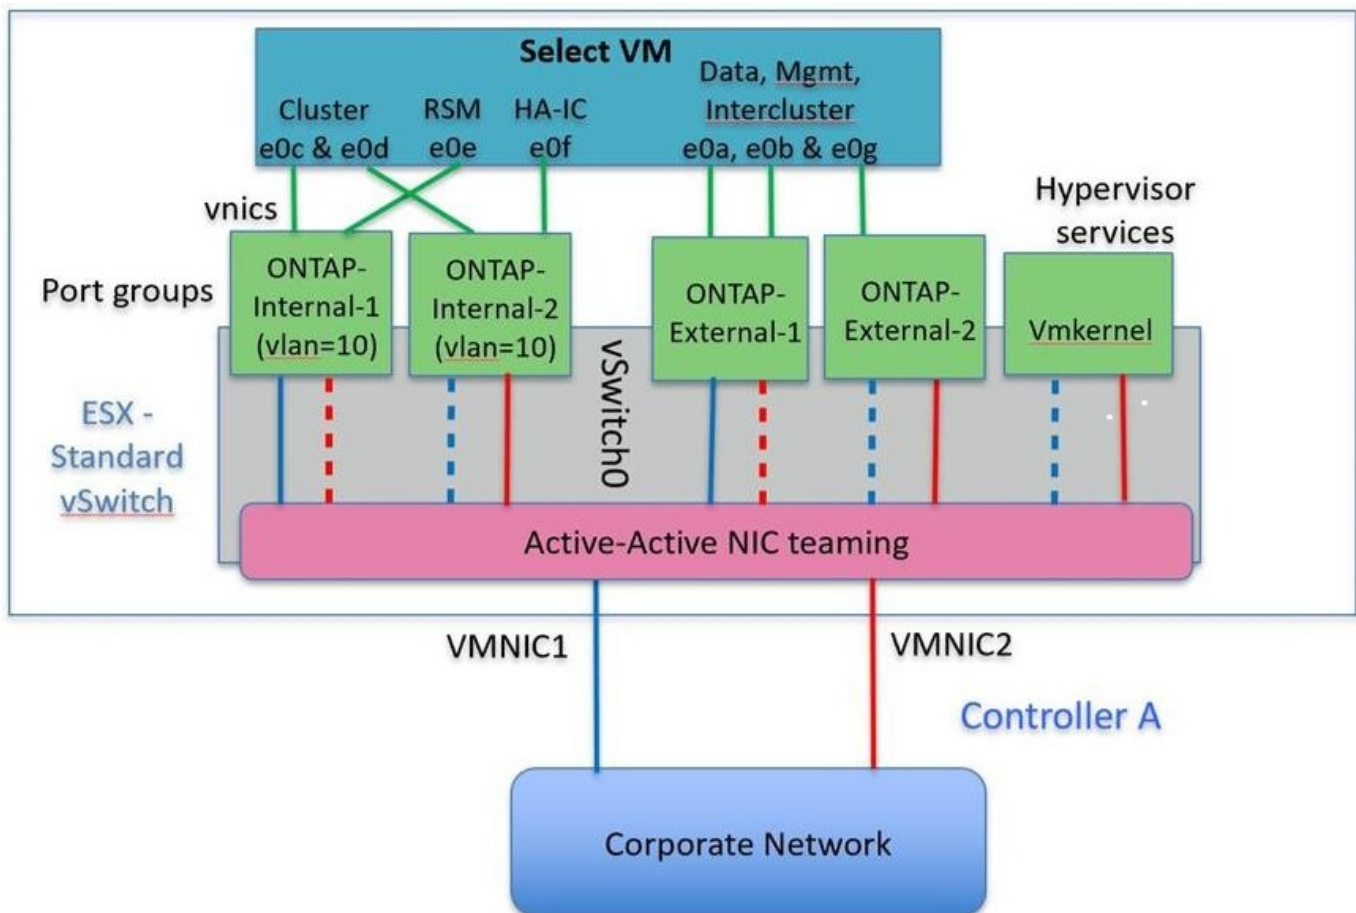 Select VM
Cluster
e0c & e0d
RSM
e0e
HA-IC
e0f
Data, Mgmt,
Intercluster
e0a, e0b & e0g
vnics
Hypervisor
services
Port groups
ONTAP-
Internal-1
(vlan=10)
ONTAP-
Internal-2
(vlan=10)
ONTAP-
External-1
ONTAP-
External-2
Vmkernel
vSwitch0
ESX -
Standard
vSwitch
Active-Active NIC teaming
VMNIC1
VMNIC2
Controller A
Corporate Network